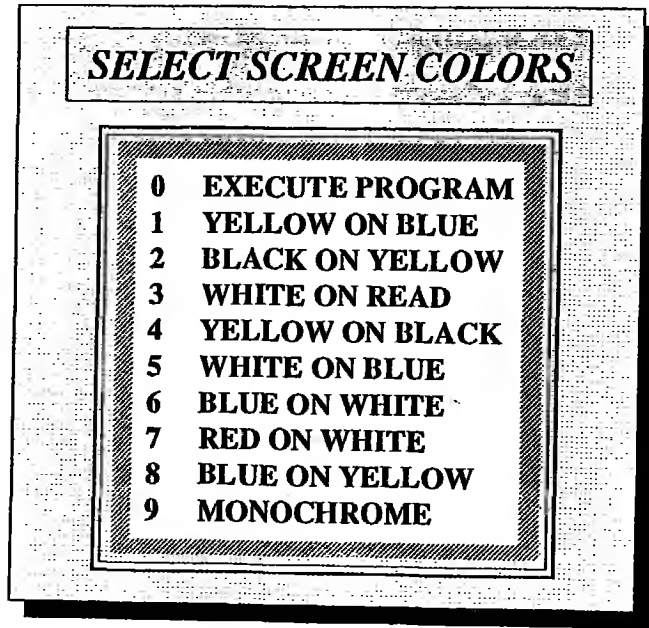 SELECT SCREEN COLORS
0 EXECUTE PROGRAM
1 YELLOW ON BLUE
2 BLACK ON YELLOW
3 WHITE ON READ
4 YELLOW ON BLACK
5 WHITE ON BLUE
6 BLUE ON WHITE
7 RED ON WHITE
8 BLUE ON YELLOW
9 MONOCHROME